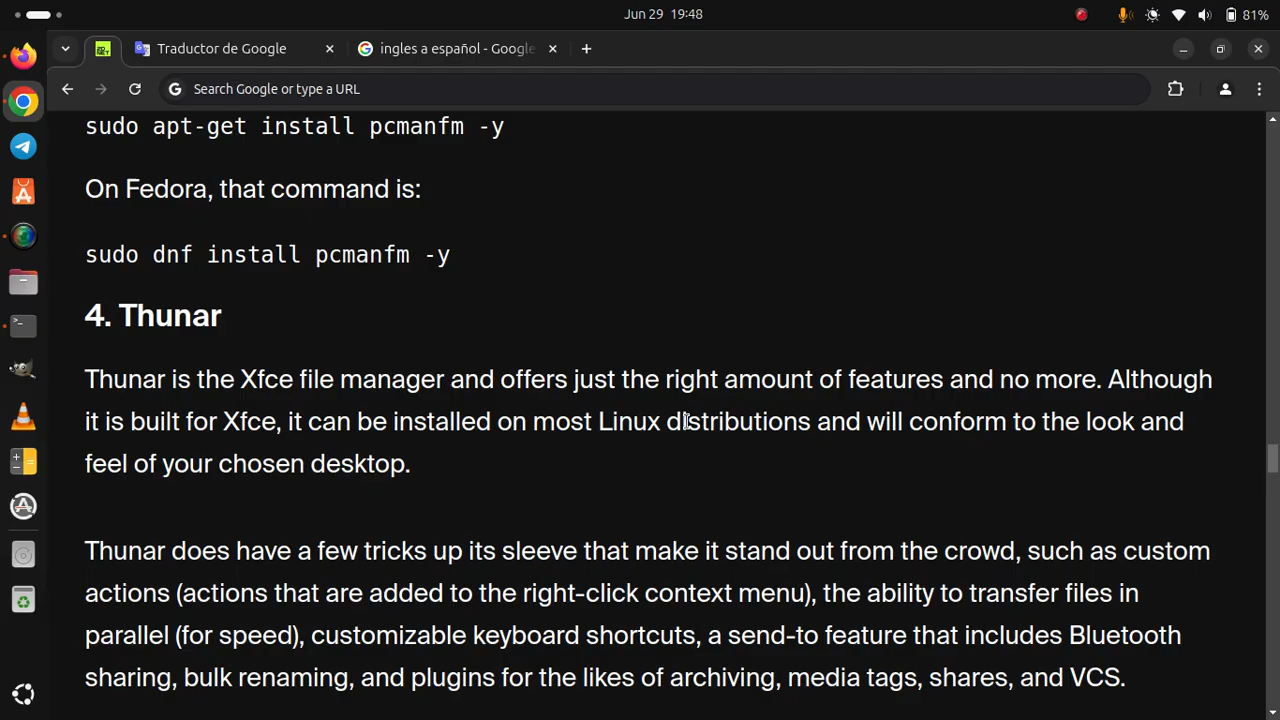 Jun 29 19:48
81%
Traductor de Google
ingles a español - Google
Search Google or type a URL
sudo apt-get install pcmanfm -y
On Fedora, that command is:
sudo dnf install pcmanfm -y
4. Thunar
Thunar is the Xfce file manager and offers just the right amount of features and no more. Although
it is built for Xfce, it can be installed on most Linux distributions and will conform to the look and
feel of your chosen desktop.
Thunar does have a few tricks up its sleeve that make it stand out from the crowd, such as custom
actions (actions that are added to the right-click context menu), the ability to transfer files in
parallel (for speed), customizable keyboard shortcuts, a send-to feature that includes Bluetooth
sharing, bulk renaming, and plugins for the likes of archiving, media tags, shares, and VCS.